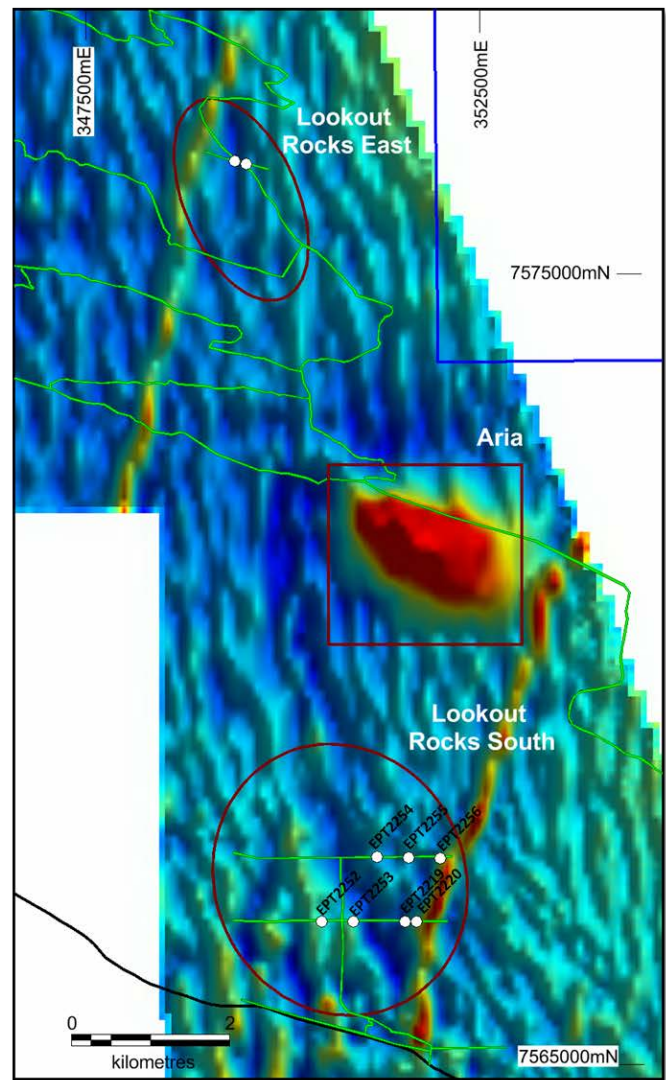 347500mE
352500mE
Lookout
Rocks East
7575000mN
Aria
Lookout
Rocks South
EPT2254
EPT2255
EPT2256
EPT2252
EPT2253
EPT2219
EPT2220
0
2
kilometres
7565000mN